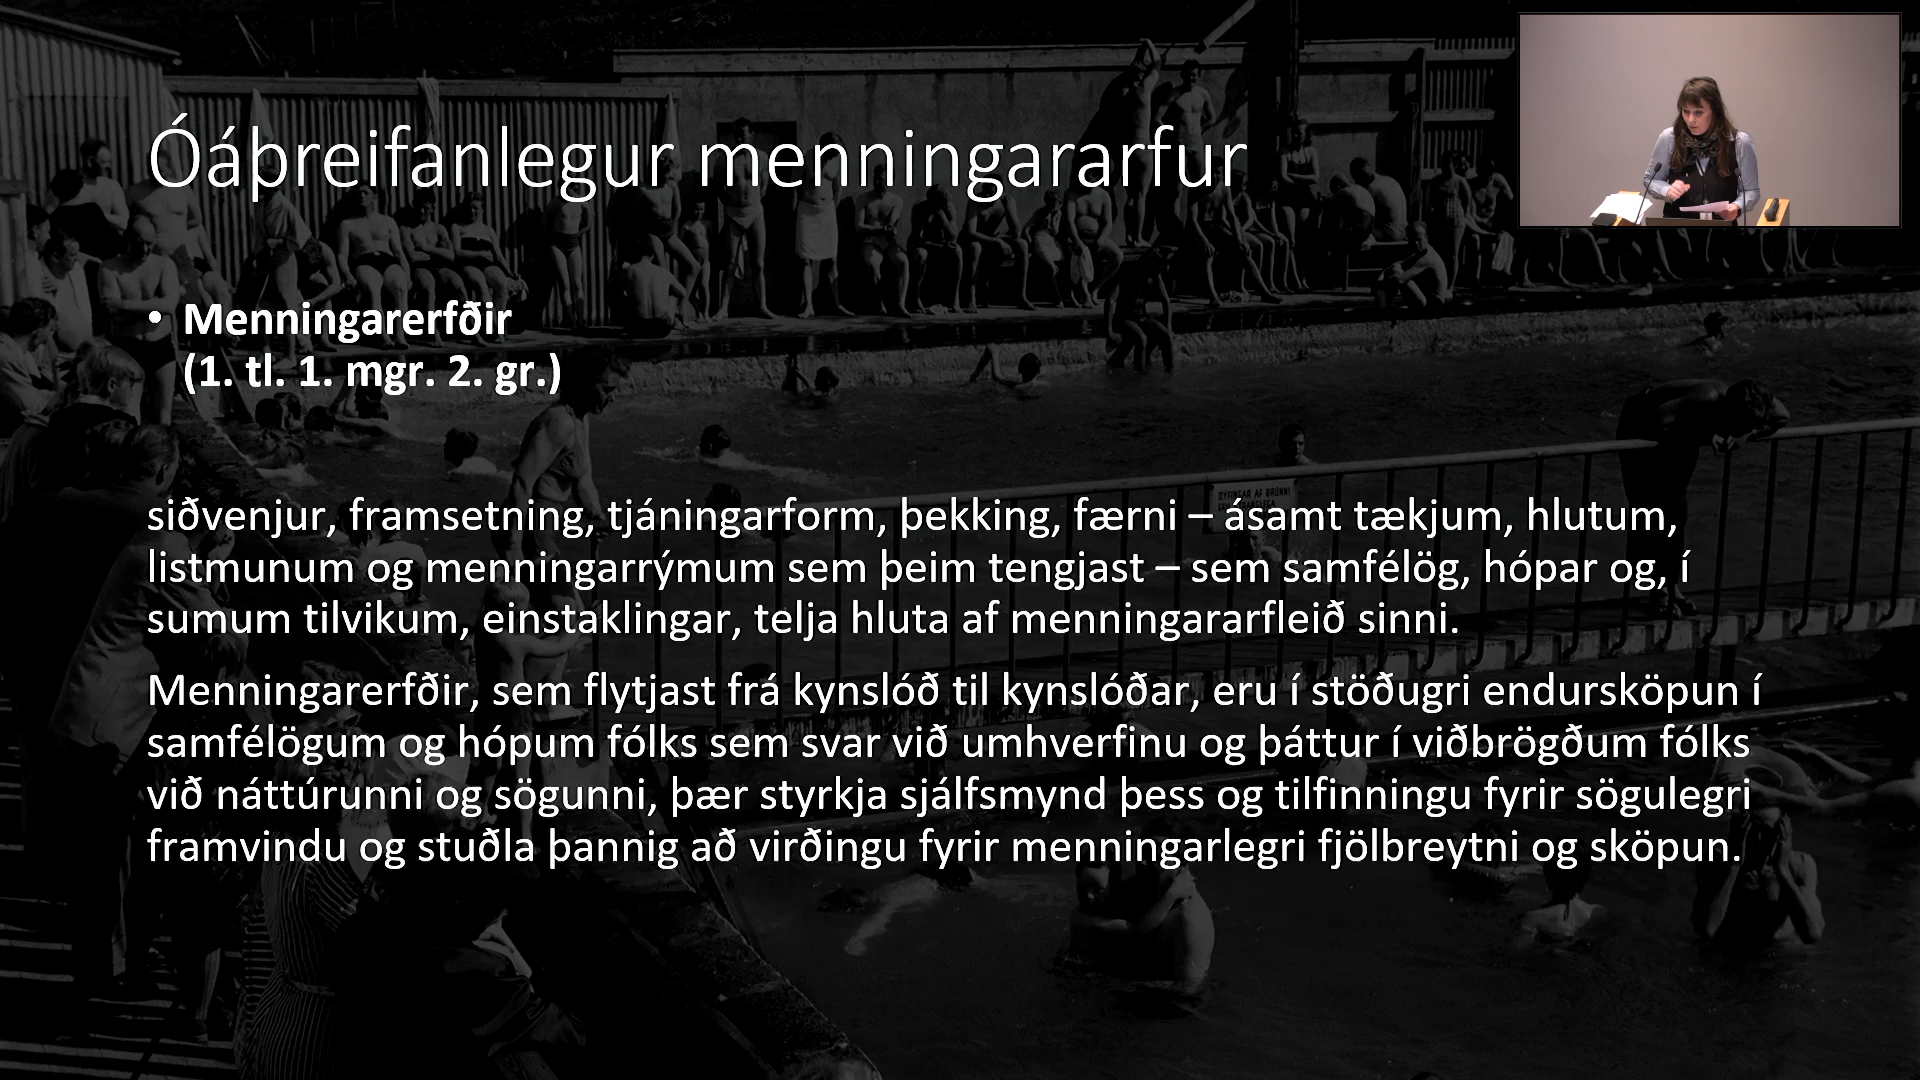 Óáþreifanlegur menningararfur
• Menningarerfðir
(1. tl. 1. mgr. 2. gr.)
siðvenjur, framsetning, tjáningarform, þekking, færni – ásamt tækjum, hlutum,
listmunum og menningarrýmum sem þeim tengjast – sem samfélög, hópar og, í
sumum tilvikum, einstaklingar, telja hluta af menningararfleið sinni.
Menningarerfðir, sem flytjast frá kynslóð til kynslóðar, eru í stöðugri endursköpun í
samfélögum og hópum fólks sem svar við umhverfinu og þáttur í viðbrögðum fólks
við náttúrunni og sögunni, þær styrkja sjálfsmynd þess og tilfinningu fyrir sögulegri
framvindu og stuðla þannig að virðingu fyrir menningarlegri fjölbreytni og sköpun.